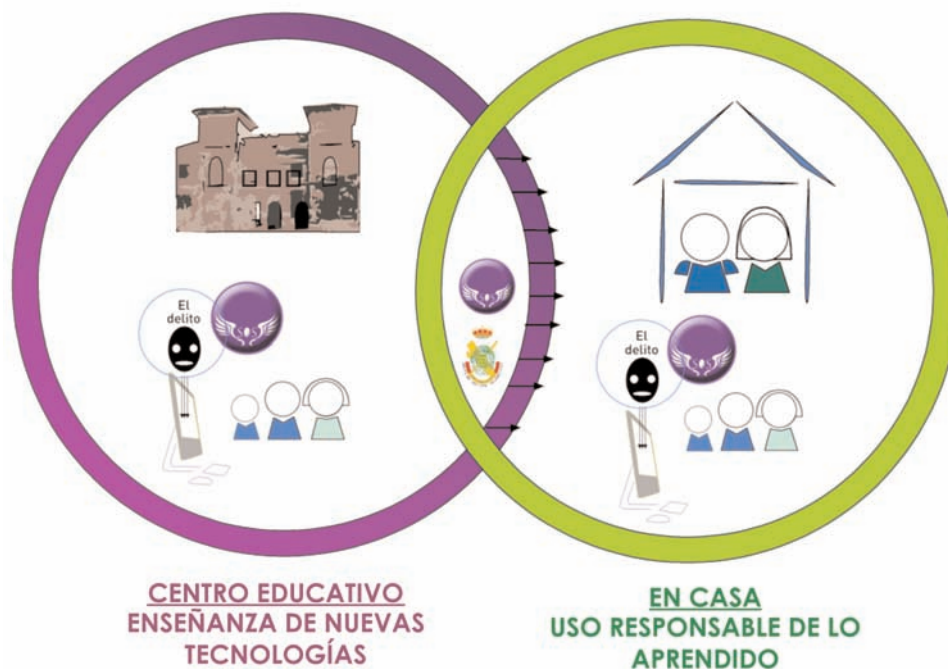 El
delito
El
delito
CENTRO EDUCATIVO
ENSEÑANZA DE NUEVAS
TECNOLOGÍAS
EN CASA
USO RESPONSABLE DE LO
APRENDIDO